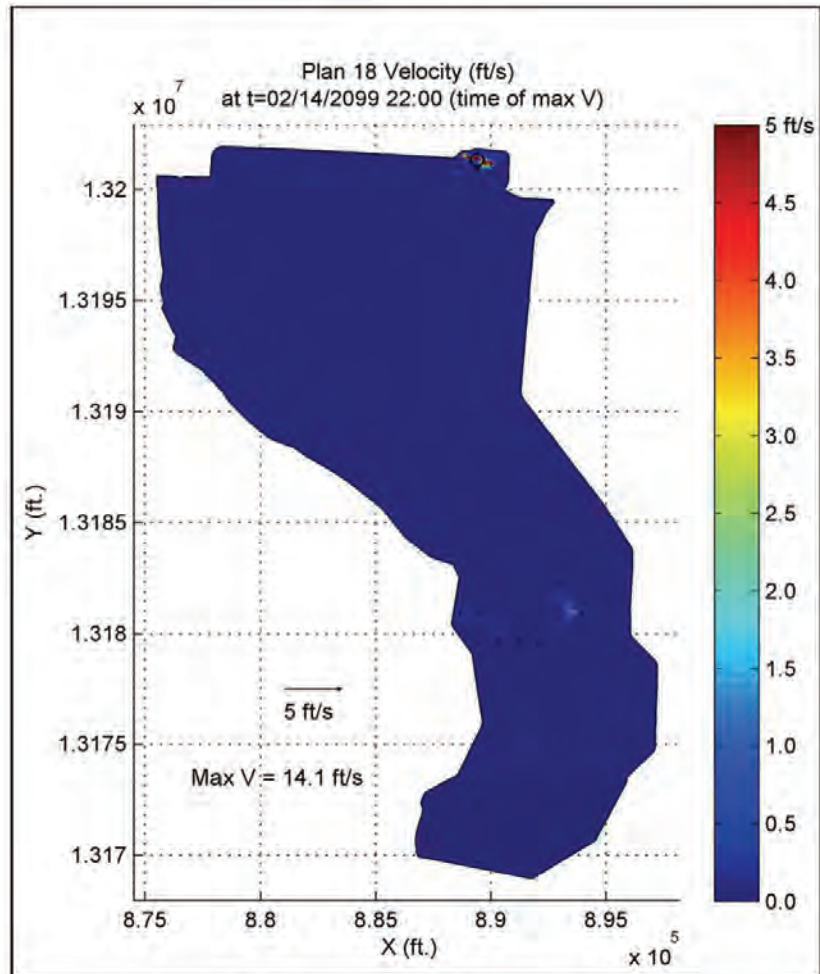 Plan 18 Velocity (ft/s)
at t=02/14/2099 22:00 (time of max V)
x 10 7
5 ft/s
4.5
4.0
3.5
3.0
2.5
2.0
1.5
1.0
0.5
0.0
1.32
1.3195
1.319
1.3185
1.318
1.3175
1.317
Y (ft.)
5 ft/s
Max V = 14.1 ft/s
8.75
8.8
8.85
8.9
8.95
X (ft.)
x 10 5